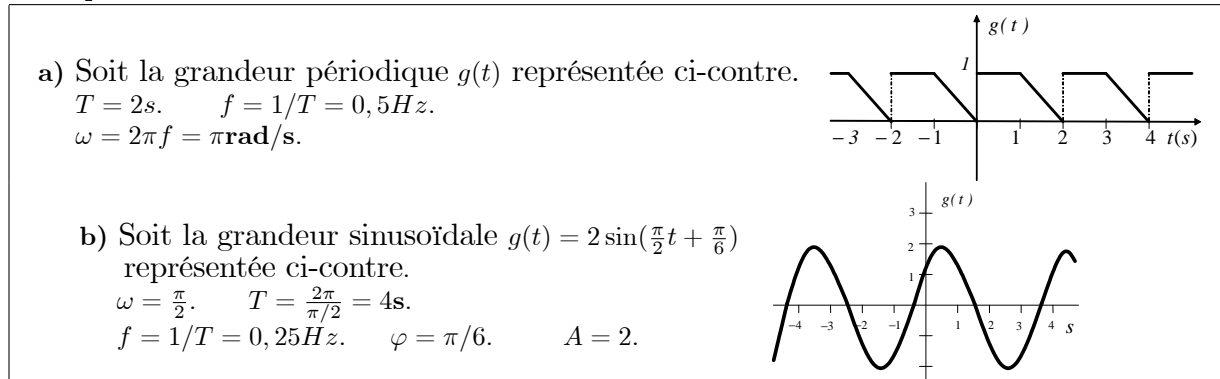 a) Soit la grandeur périodique g(t) représentée ci-contre.
T = 2s. f = 1/T = 0,5Hz.
ω = 2πf = πrad/s.
g(t)
1
−3 −2 −1 1 2 3 4 t(s)
b) Soit la grandeur sinusoïdale g(t) = 2 sin(π/2 t + π/6)
représentée ci-contre.
ω = π/2. T = 2π/(π/2) = 4s.
f = 1/T = 0,25Hz. φ = π/6. A = 2.
g(t)
3
2
1
−4 −3 −2 −1 1 2 3 4 s